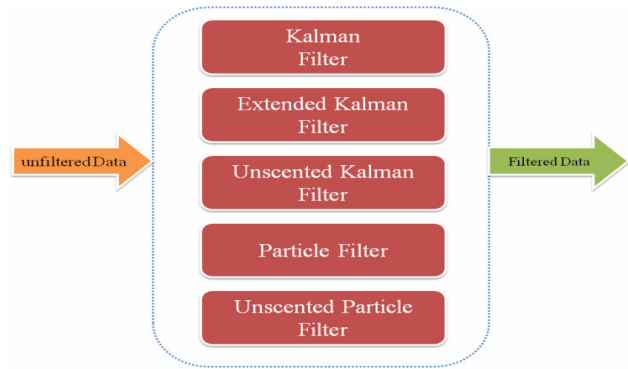 Kalman
Filter
Extended Kalman
Filter
unfiltered Data
Unscented Kalman
Filter
Filtered Data
Particle Filter
Unscented Particle
Filter